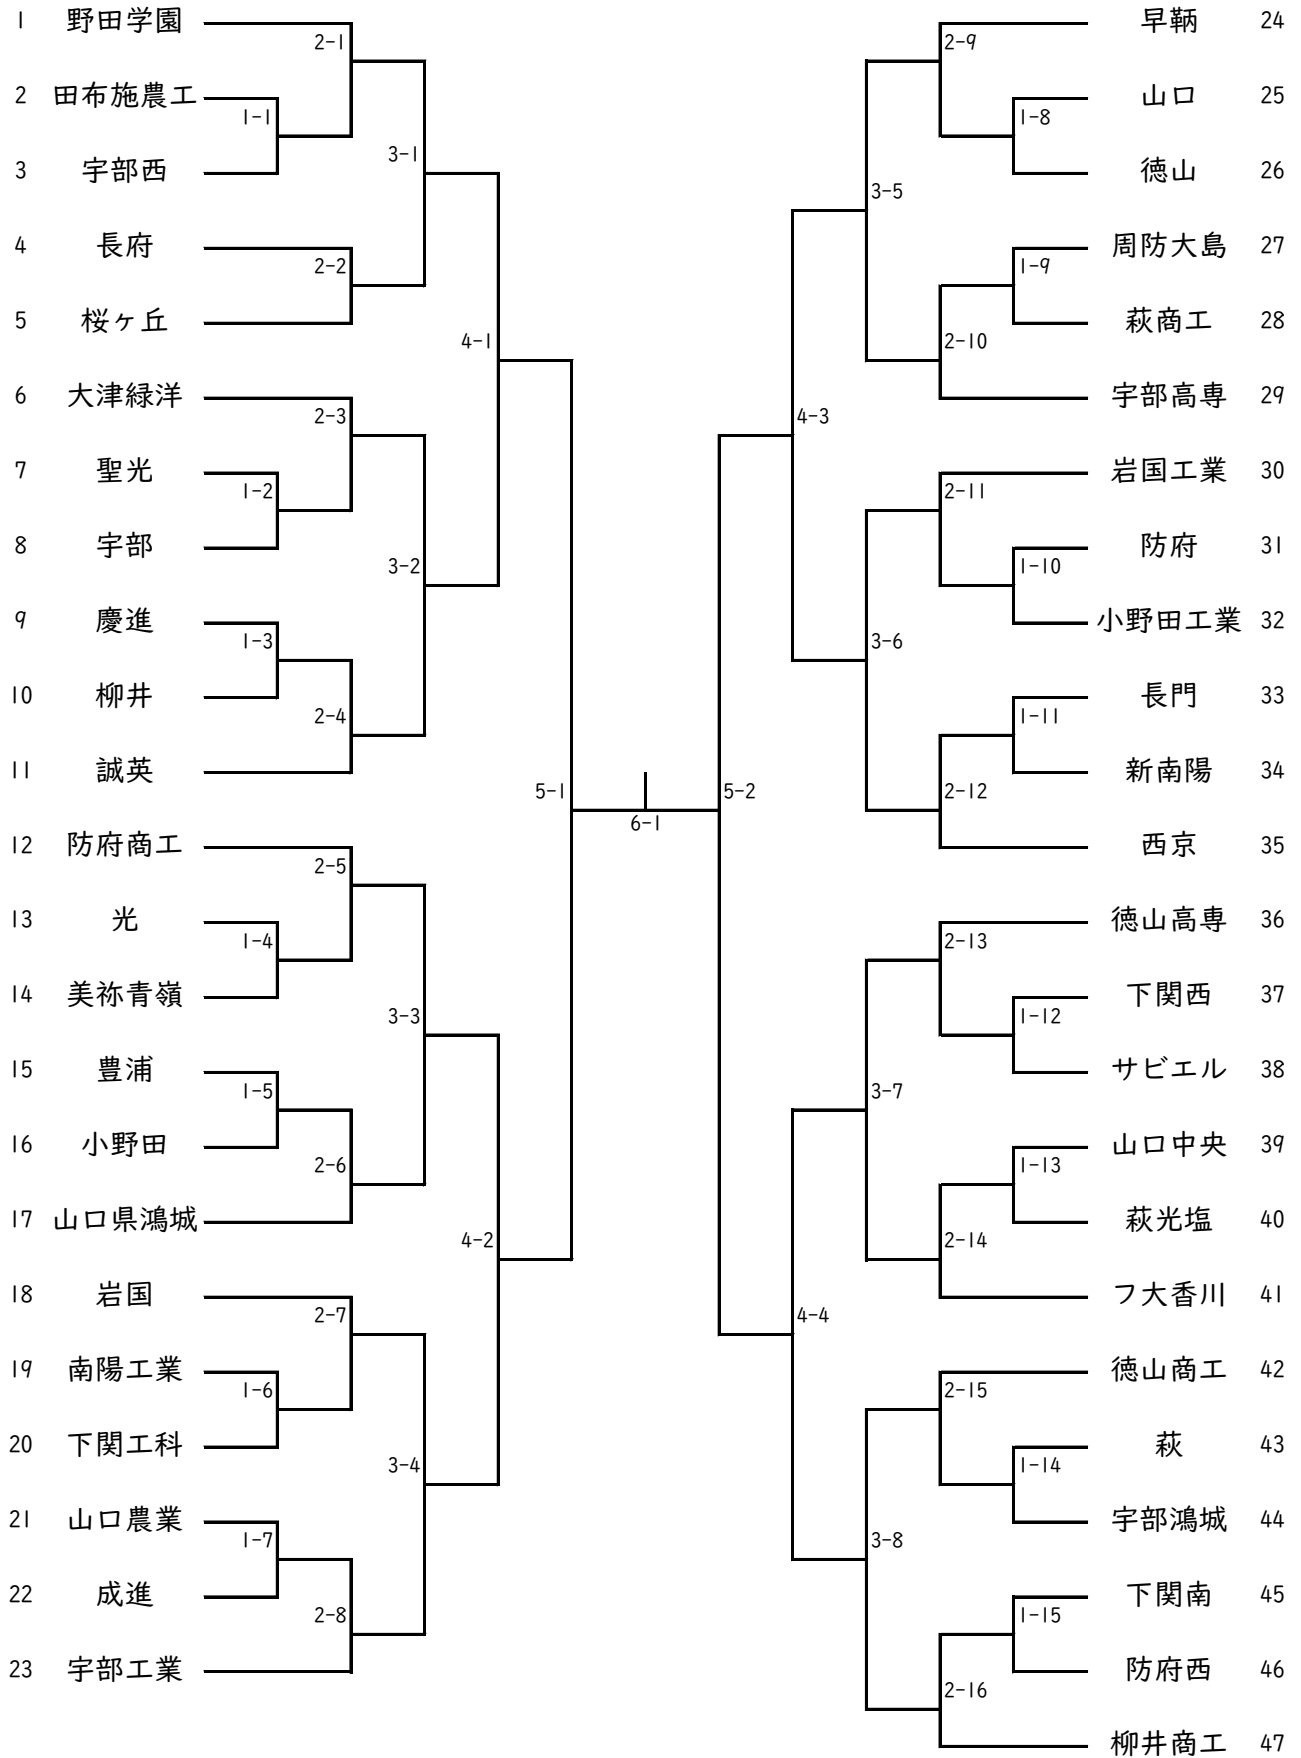 1 野田学園
2 田布施農工
3 宇部西
4 長府
5 桜ヶ丘
6 大津緑洋
7 聖光
8 宇部
9 慶進
10 柳井
11 誠英
12 防府商工
13 光
14 美祢青嶺
15 豊浦
16 小野田
17 山口県鴻城
18 岩国
19 南陽工業
20 下関工科
21 山口農業
22 成進
23 宇部工業
1-1
1-2
1-3
1-4
1-5
1-6
1-7
2-1
2-2
2-3
2-4
2-5
2-6
2-7
2-8
3-1
3-2
3-3
3-4
4-1
4-2
5-1
6-1
5-2
4-3
4-4
3-5
3-6
3-7
3-8
2-9
2-10
2-11
2-12
2-13
2-14
2-15
2-16
1-8
1-9
1-10
1-11
1-12
1-13
1-14
1-15
早鞆 24
山口 25
徳山 26
周防大島 27
萩商工 28
宇部高専 29
岩国工業 30
防府 31
小野田工業 32
長門 33
新南陽 34
西京 35
徳山高専 36
下関西 37
サビエル 38
山口中央 39
萩光塩 40
フ大香川 41
徳山商工 42
萩 43
宇部鴻城 44
下関南 45
防府西 46
柳井商工 47